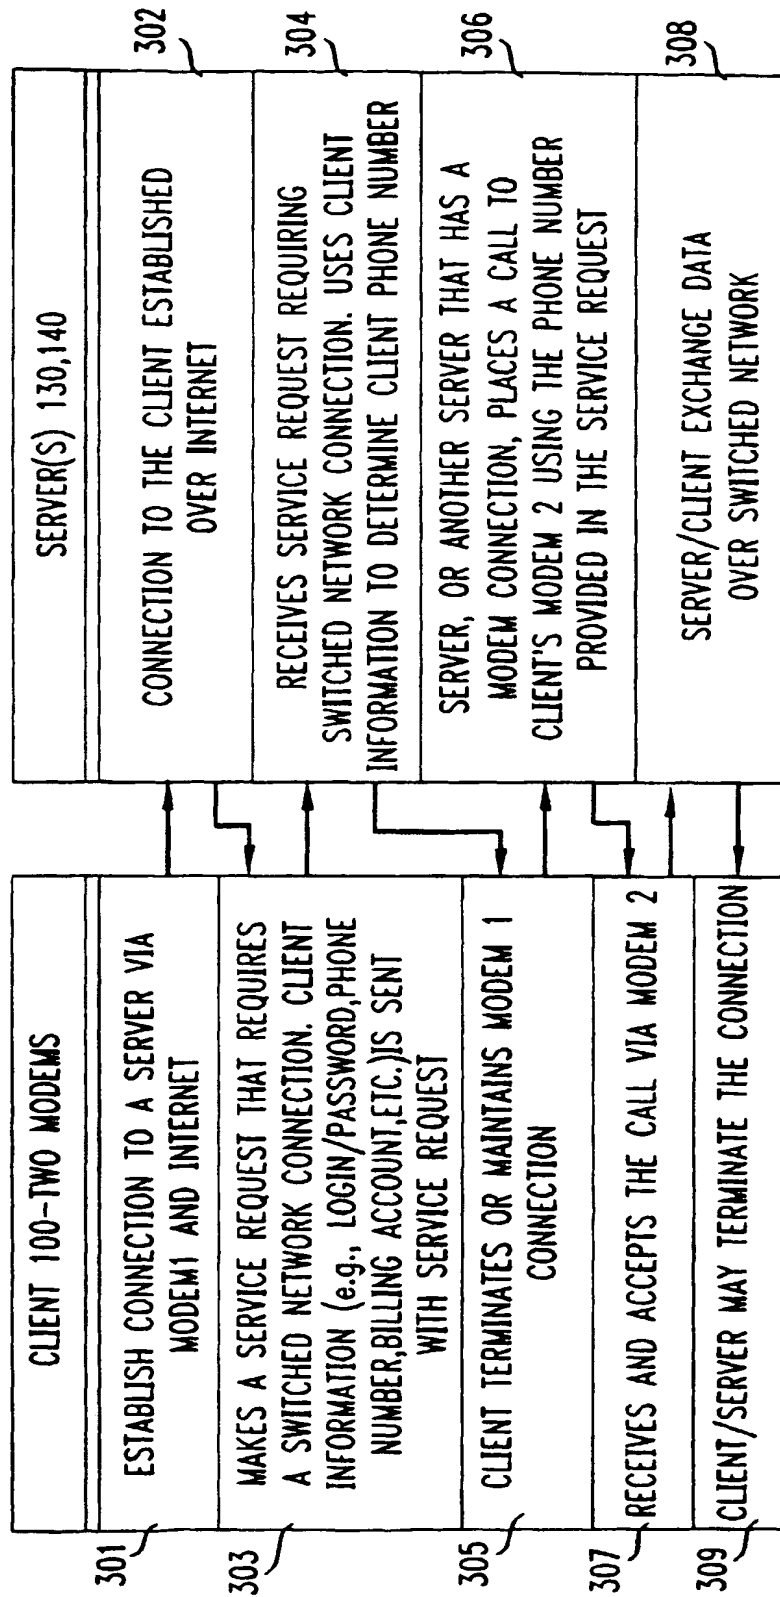 CLIENT 100-TWO MODEMS
SERVER(S) 130,140
301
ESTABLISH CONNECTION TO A SERVER VIA
MODEM1 AND INTERNET
CONNECTION TO THE CLIENT ESTABLISHED
OVER INTERNET
302
303
MAKES A SERVICE REQUEST THAT REQUIRES
A SWITCHED NETWORK CONNECTION. CLIENT
INFORMATION (e.g., LOGIN/PASSWORD,PHONE
NUMBER,BILLING ACCOUNT,ETC.)IS SENT
WITH SERVICE REQUEST
RECEIVES SERVICE REQUEST REQUIRING
SWITCHED NETWORK CONNECTION. USES CLIENT
INFORMATION TO DETERMINE CLIENT PHONE NUMBER
304
305
CLIENT TERMINATES OR MAINTAINS MODEM 1
CONNECTION
SERVER, OR ANOTHER SERVER THAT HAS A
MODEM CONNECTION, PLACES A CALL TO
CLIENT'S MODEM 2 USING THE PHONE NUMBER
PROVIDED IN THE SERVICE REQUEST
306
307
RECEIVES AND ACCEPTS THE CALL VIA MODEM 2
SERVER/CLIENT EXCHANGE DATA
OVER SWITCHED NETWORK
308
309
CLIENT/SERVER MAY TERMINATE THE CONNECTION